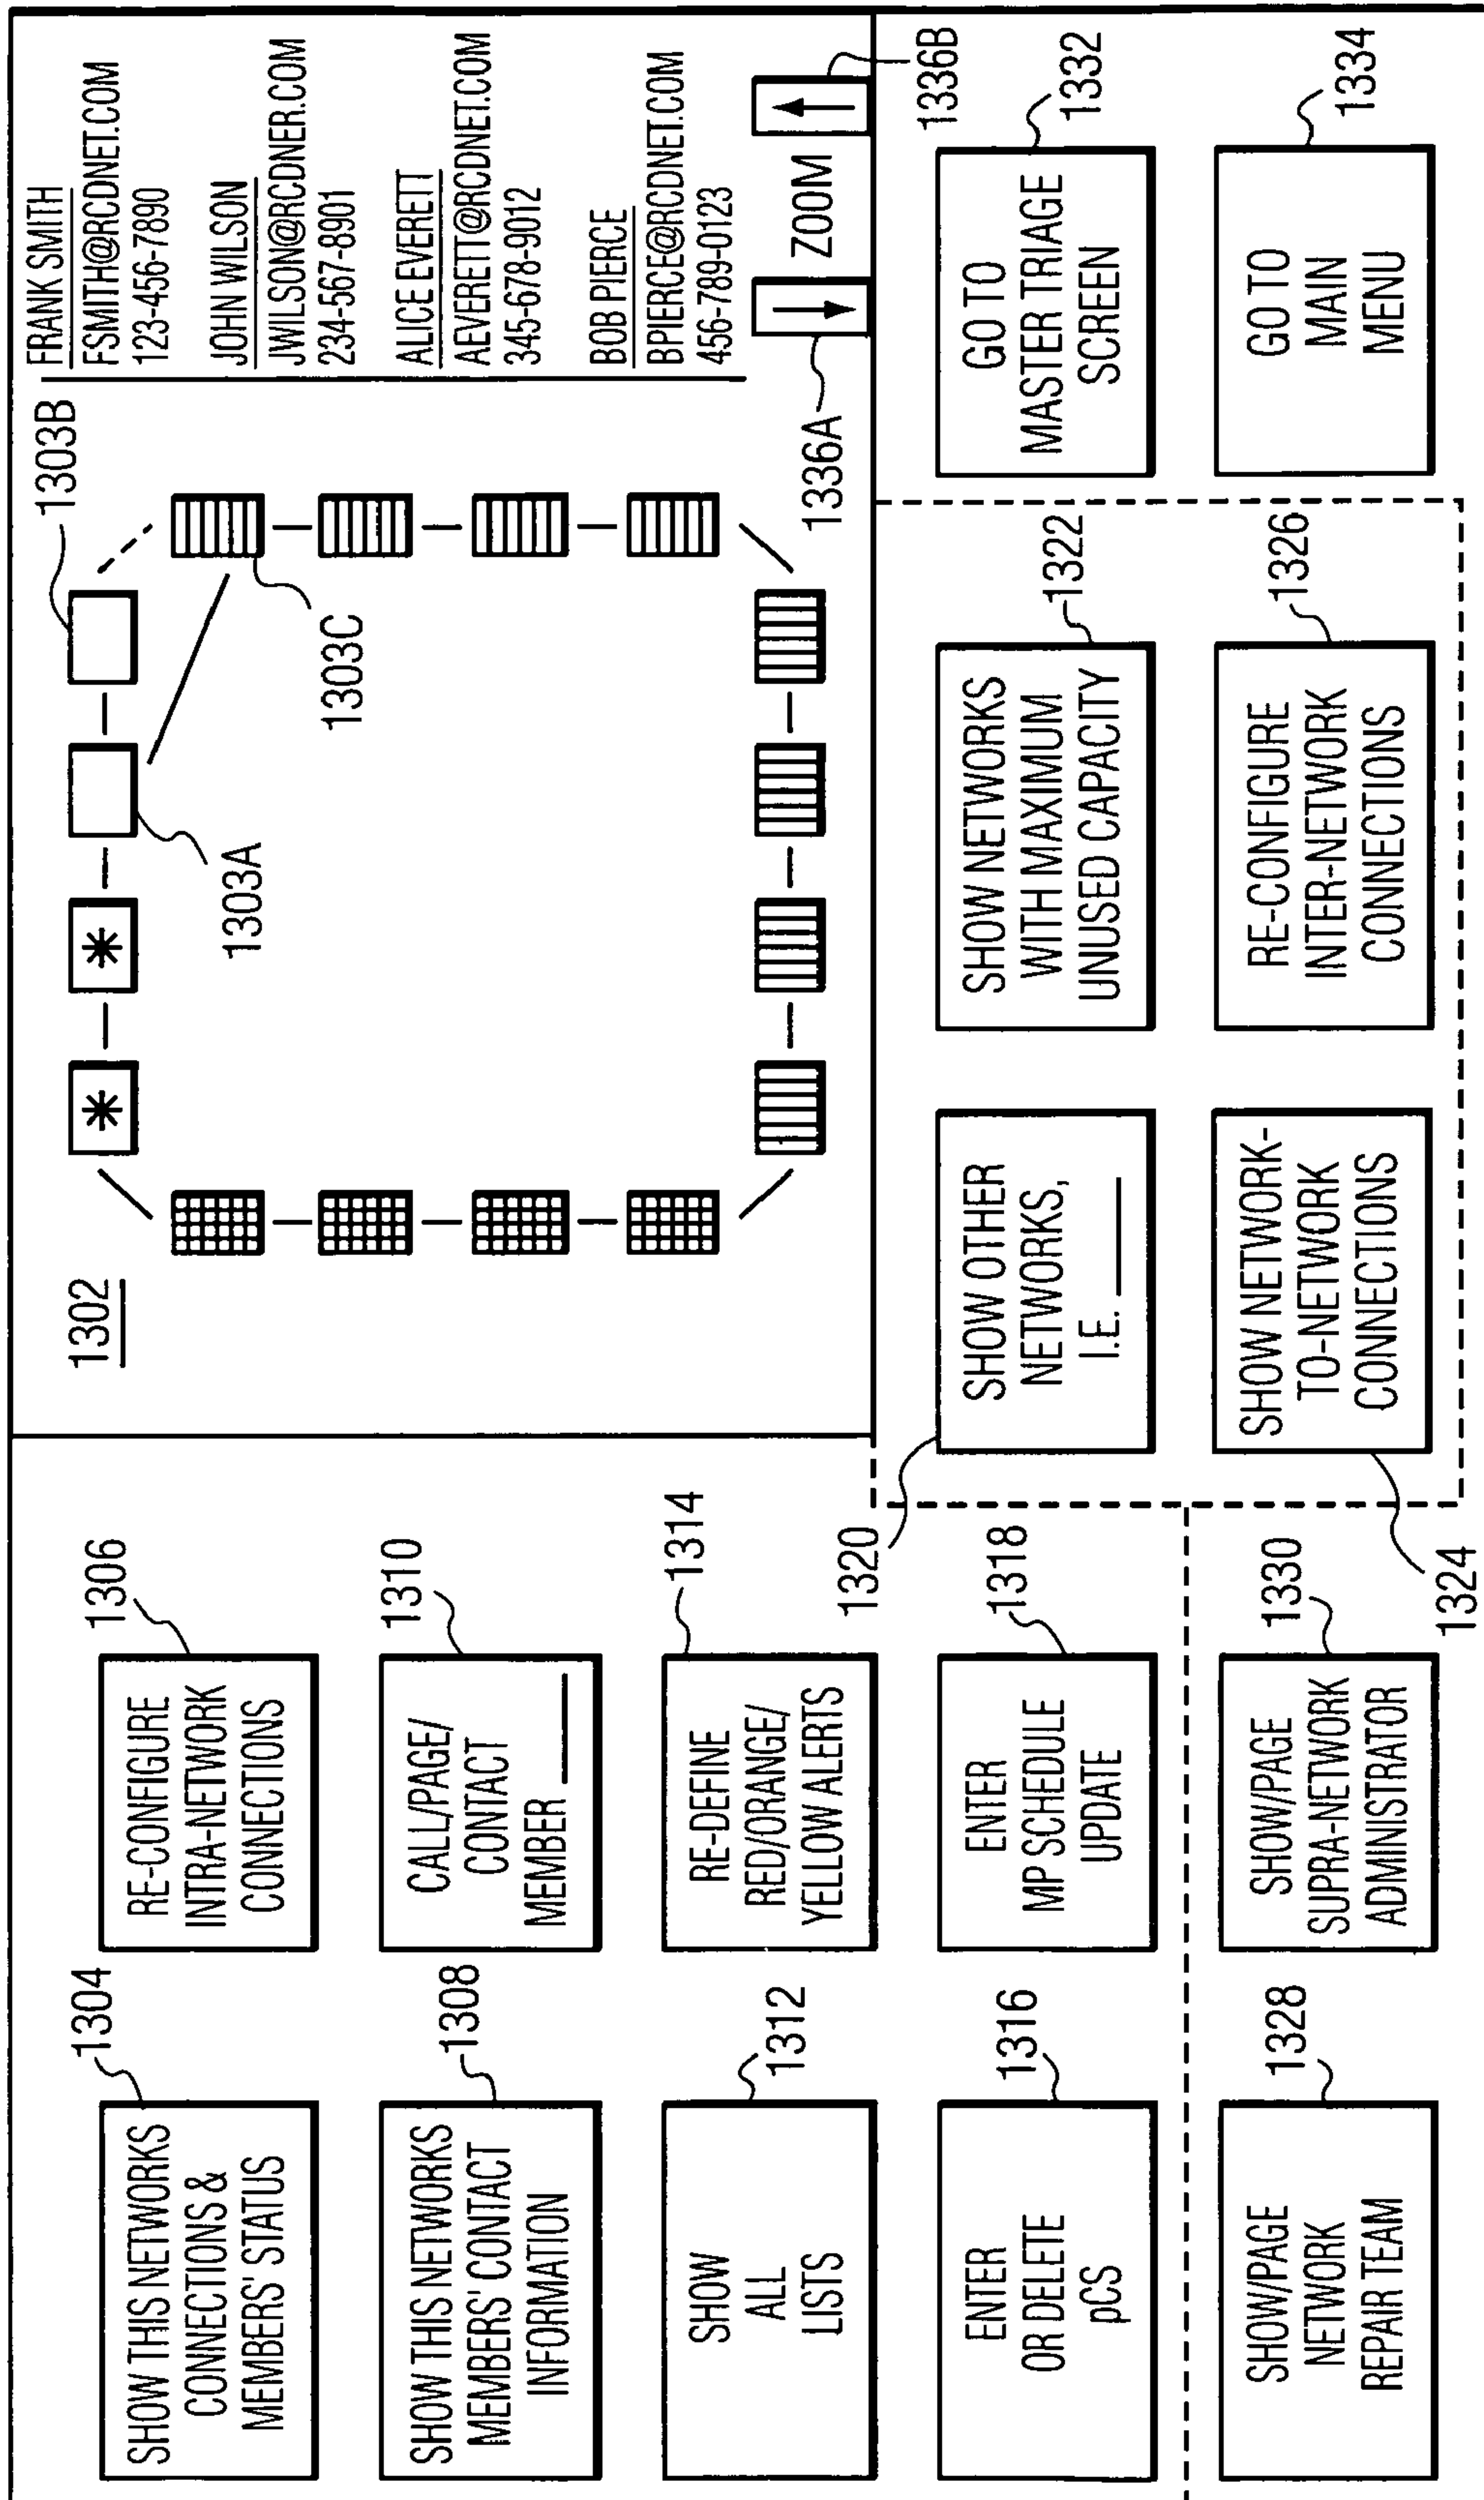 SHOW THIS NETWORKS
CONNECTIONS &
MEMBERS' STATUS
1304
RE-CONFIGURE
INTRA-NETWORK
CONNECTIONS
1306
SHOW THIS NETWORKS
MEMBERS' CONTACT
INFORMATION
1308
CALL/PAGE/
CONTACT
MEMBER ____
1310
SHOW
ALL
LISTS
1312
RE-DEFINE
RED/ORANGE/
YELLOW ALERTS
1314
ENTER
OR DELETE
pCS
1316
ENTER
MP SCHEDULE
UPDATE
1318
SHOW/PAGE
NETWORK
REPAIR TEAM
1328
SHOW/PAGE
SUPRA-NETWORK
ADMINISTRATOR
1330
1302
*
*
1303A
1303B
1303C
FRANK SMITH
FSMITH@RCDNET.COM
123-456-7890
JOHN WILSON
JWILSON@RCDNER.COM
234-567-8901
ALICE EVERETT
AEVERETT@RCDNET.COM
345-678-9012
BOB PIERCE
BPIERCE@RCDNET.COM
456-789-0123
↓ ZOOM ↑
1336A
1336B
1320
SHOW OTHER
NETWORKS,
I.E. ____
SHOW NETWORKS
WITH MAXIMUM
UNUSED CAPACITY
1322
SHOW NETWORK-
TO-NETWORK
CONNECTIONS
1324
RE-CONFIGURE
INTER-NETWORK
CONNECTIONS
1326
GO TO
MASTER TRIAGE
SCREEN
1332
GO TO
MAIN
MENU
1334